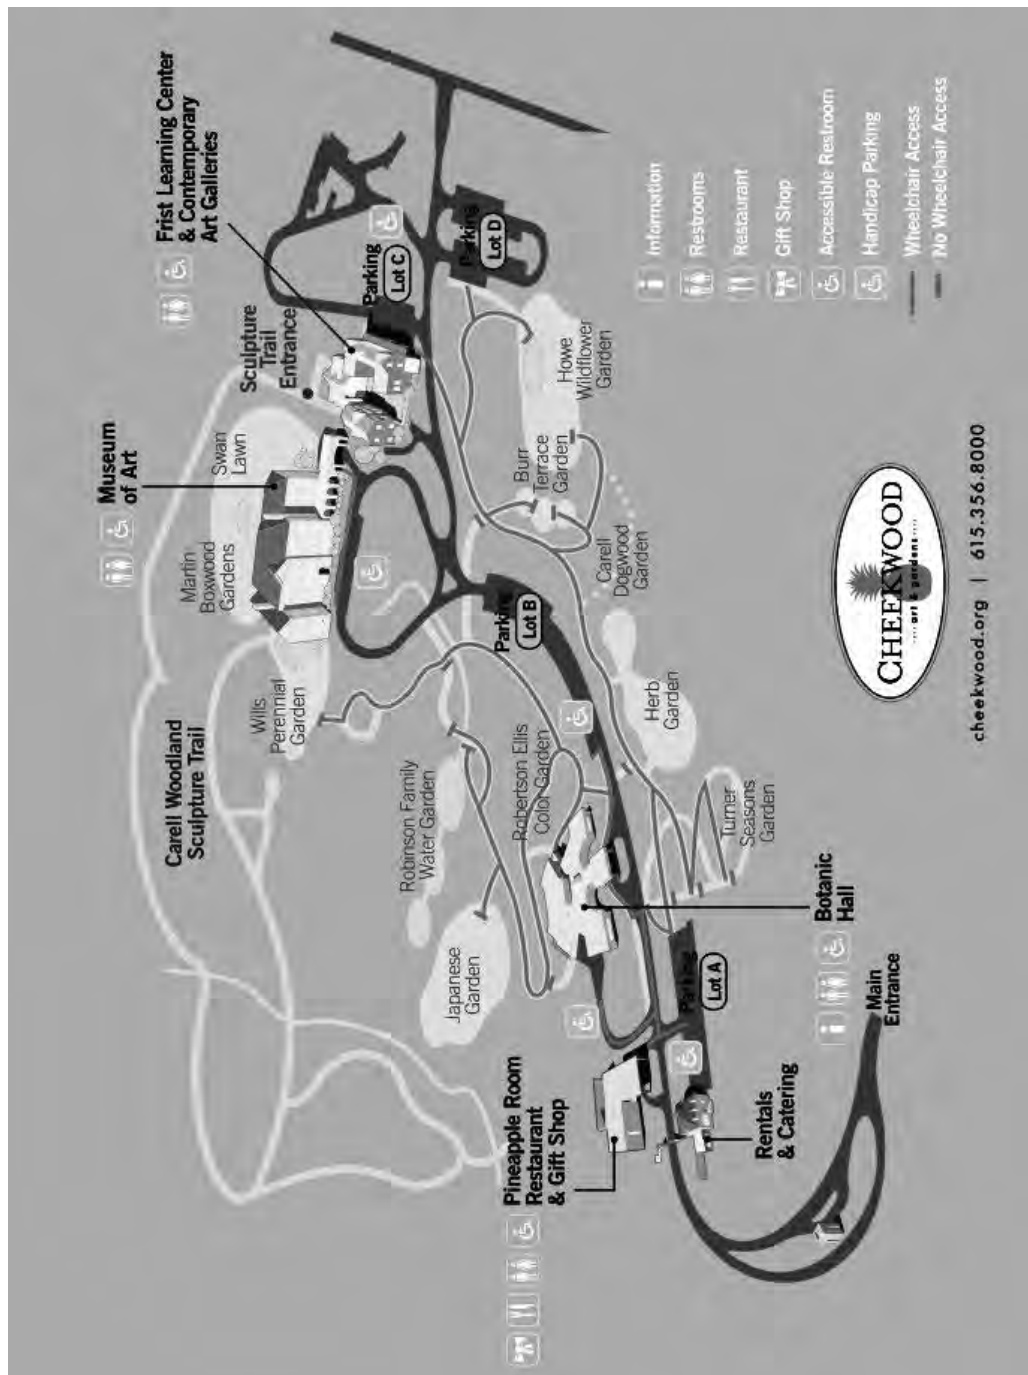 Frist Learning Center
& Contemporary
Art Galleries
Sculpture
Trail
Entrance
Museum
of Art
Swan
Lawn
Martin
Boxwood
Gardens
Wills
Perennial
Garden
Carell Woodland
Sculpture Trail
Parking
Lot C
Parking
Lot D
Howe
Wildflower
Garden
Burr
Terrace
Garden
Carell
Dogwood
Garden
Parking
Lot B
Herb
Garden
Robinson Family
Water Garden
Robertson Ellis
Color Garden
Turner
Seasons
Garden
Japanese
Garden
Botanic
Hall
Parking
Lot A
Main
Entrance
Pineapple Room
Restaurant
& Gift Shop
Rentals
& Catering
Information
Restrooms
Restaurant
Gift Shop
Accessible Restroom
Handicap Parking
Wheelchair Access
No Wheelchair Access
CHEEKWOOD
art & gardens
cheekwood.org | 615.356.8000